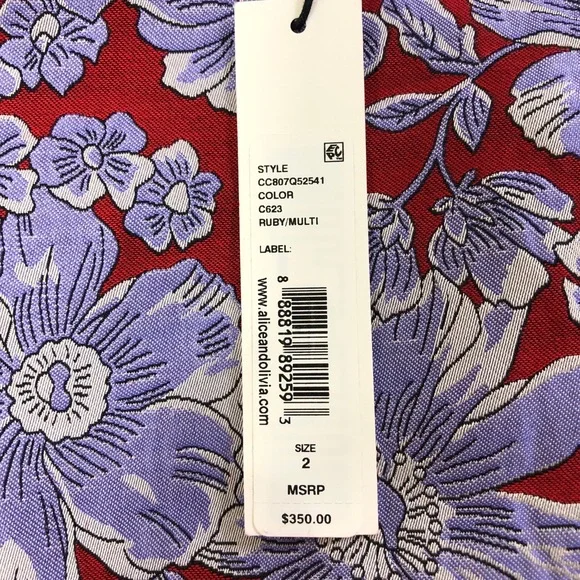 STYLE
CC807Q52541
COLOR
C623
RUBY/MULTI
LABEL:
8 88819 89259 3
www.aliceandolivia.com
SIZE
2
MSRP
$350.00